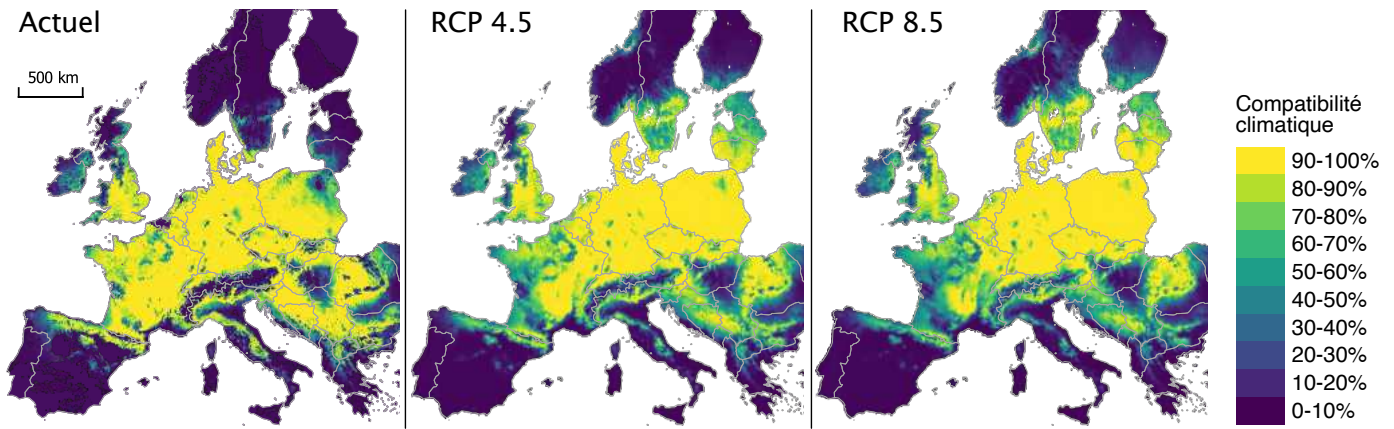 Actuel
RCP 4.5
RCP 8.5
500 km
Compatibilité
climatique
90-100%
80-90%
70-80%
60-70%
50-60%
40-50%
30-40%
20-30%
10-20%
0-10%